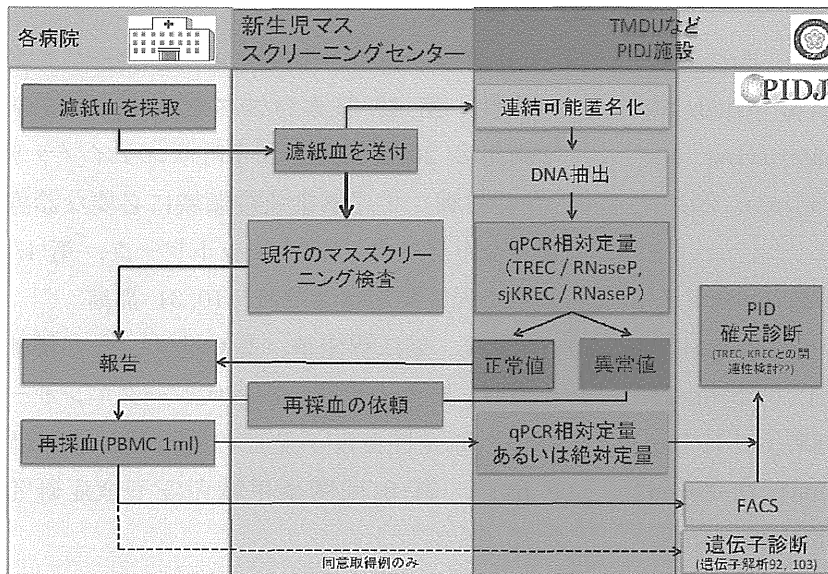 各病院
新生児マス
スクリーニングセンター
TMDUなど
PIDJ施設
PIDJ
濾紙血を採取
濾紙血を送付
連結可能匿名化
DNA抽出
現行のマススクリー
ニング検査
qPCR相対定量
(TREC / RNaseP,
sjKREC / RNaseP)
PID
確定診断
(TREC, KRECとの関
連性検討??)
報告
正常値
異常値
再採血の依頼
再採血(PBMC 1ml)
qPCR相対定量
あるいは絶対定量
FACS
遺伝子診断
(遺伝子解析92, 103)
同意取得例のみ